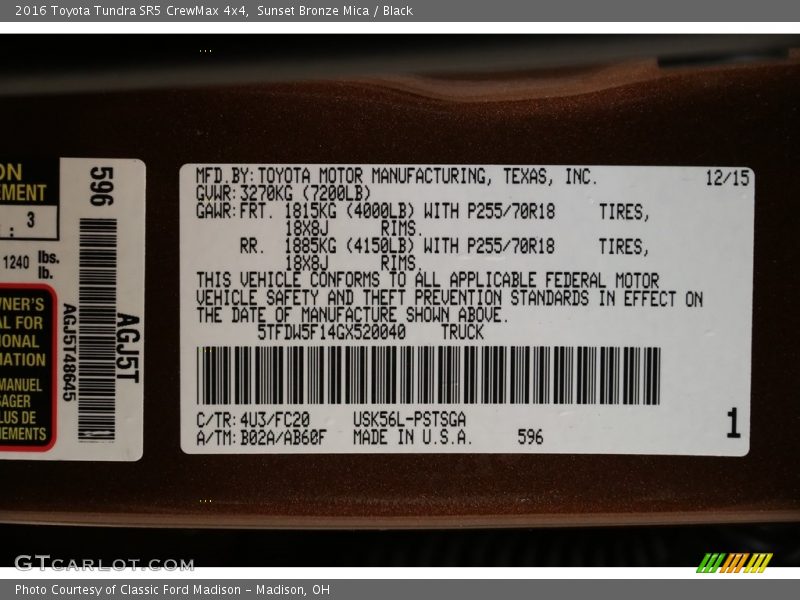 2016 Toyota Tundra SR5 CrewMax 4x4, Sunset Bronze Mica / Black
MFD.BY:TOYOTA MOTOR MANUFACTURING, TEXAS, INC. 12/15
GVWR:3270KG (7200LB)
GAWR:FRT. 1815KG (4000LB) WITH P255/70R18 TIRES,
18X8J RIMS.
RR. 1885KG (4150LB) WITH P255/70R18 TIRES,
18X8J RIMS.
THIS VEHICLE CONFORMS TO ALL APPLICABLE FEDERAL MOTOR
VEHICLE SAFETY AND THEFT PREVENTION STANDARDS IN EFFECT ON
THE DATE OF MANUFACTURE SHOWN ABOVE.
5TFDW5F14GX520040 TRUCK
C/TR:4U3/FC20 USK56L-PSTSGA
A/TM:B02A/AB60F MADE IN U.S.A. 596
1
ON
EMENT
: 3
1240 lbs.
lb.
WNER'S
AL FOR
TIONAL
MATION
MANUEL
SAGER
LUS DE
NEMENTS
596
AGJ5T48645
AGJ5T
GTCARLOT.COM
Photo Courtesy of Classic Ford Madison - Madison, OH